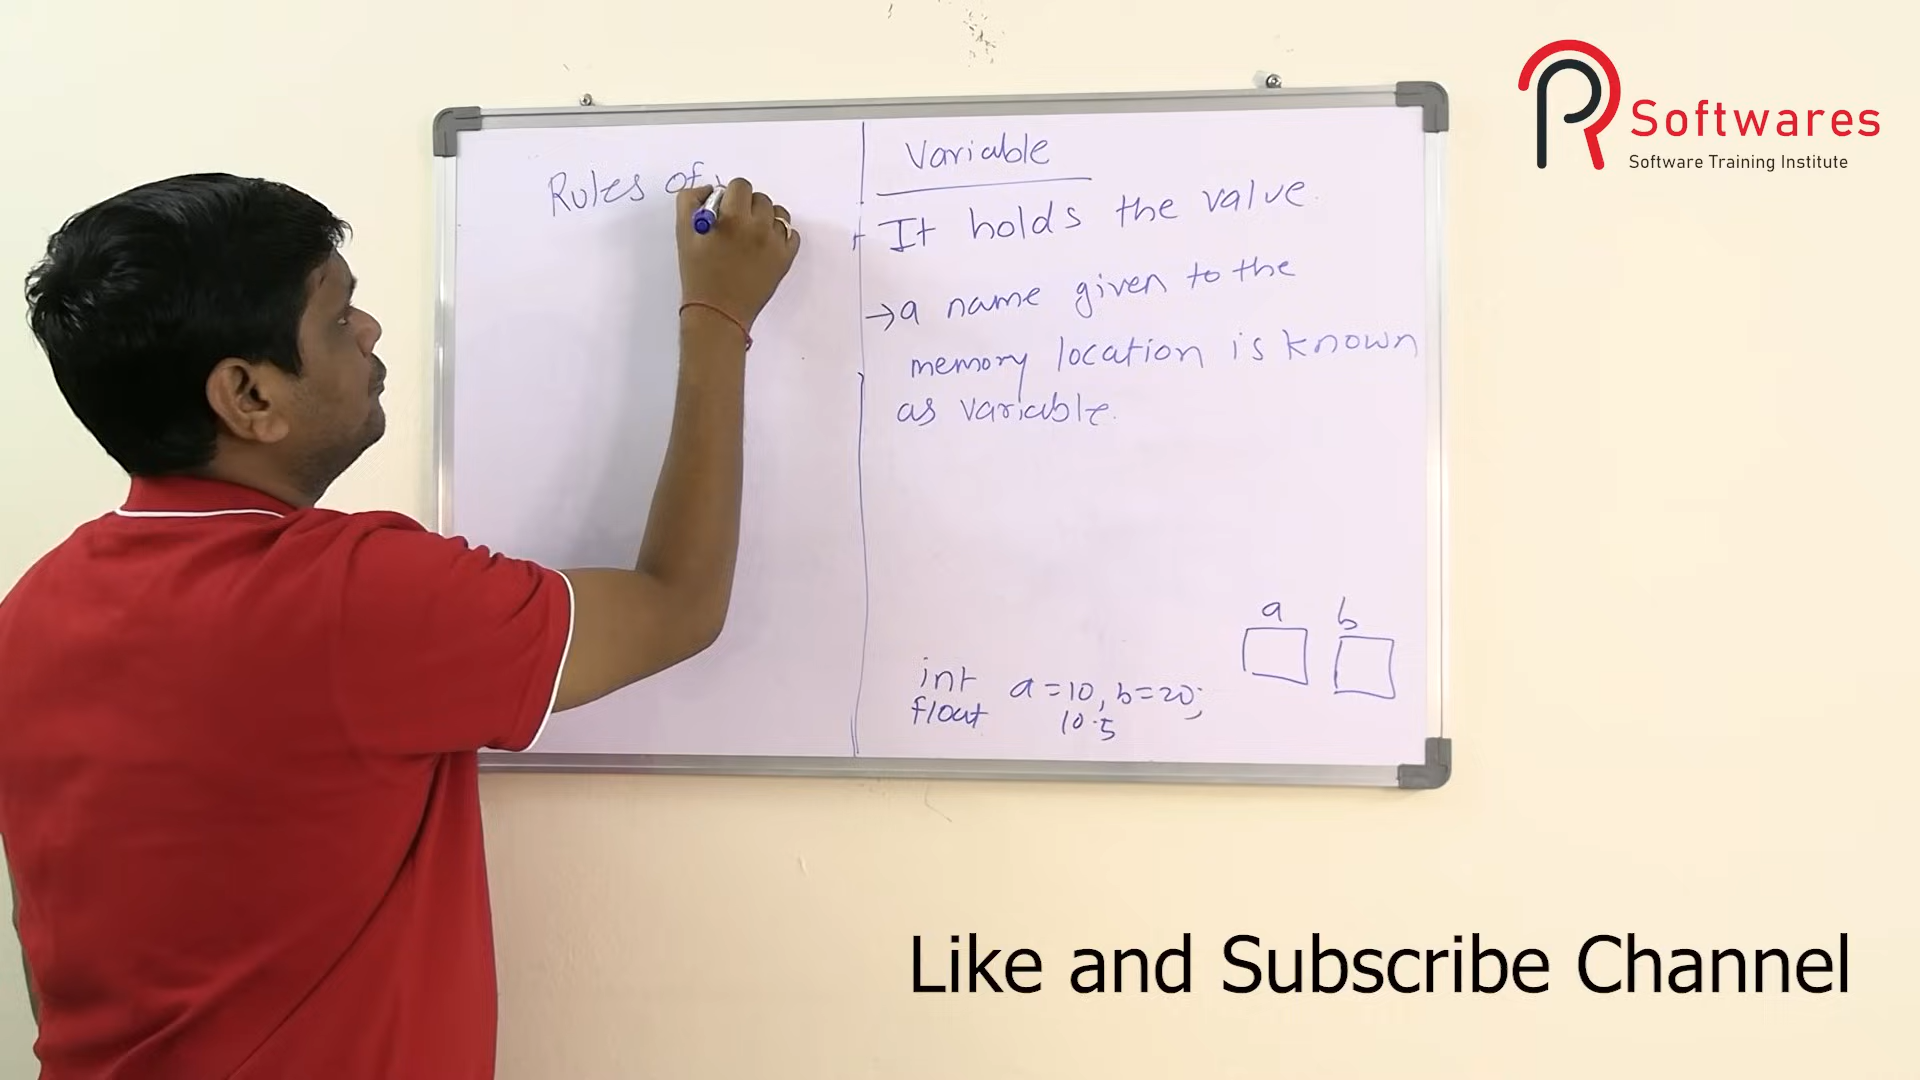 Rules of
Variable
It holds the value.
→ a name given to the
memory location is known
as variable.
a b
int a = 10, b = 20;
float 10.5
PR Softwares
Software Training Institute
Like and Subscribe Channel